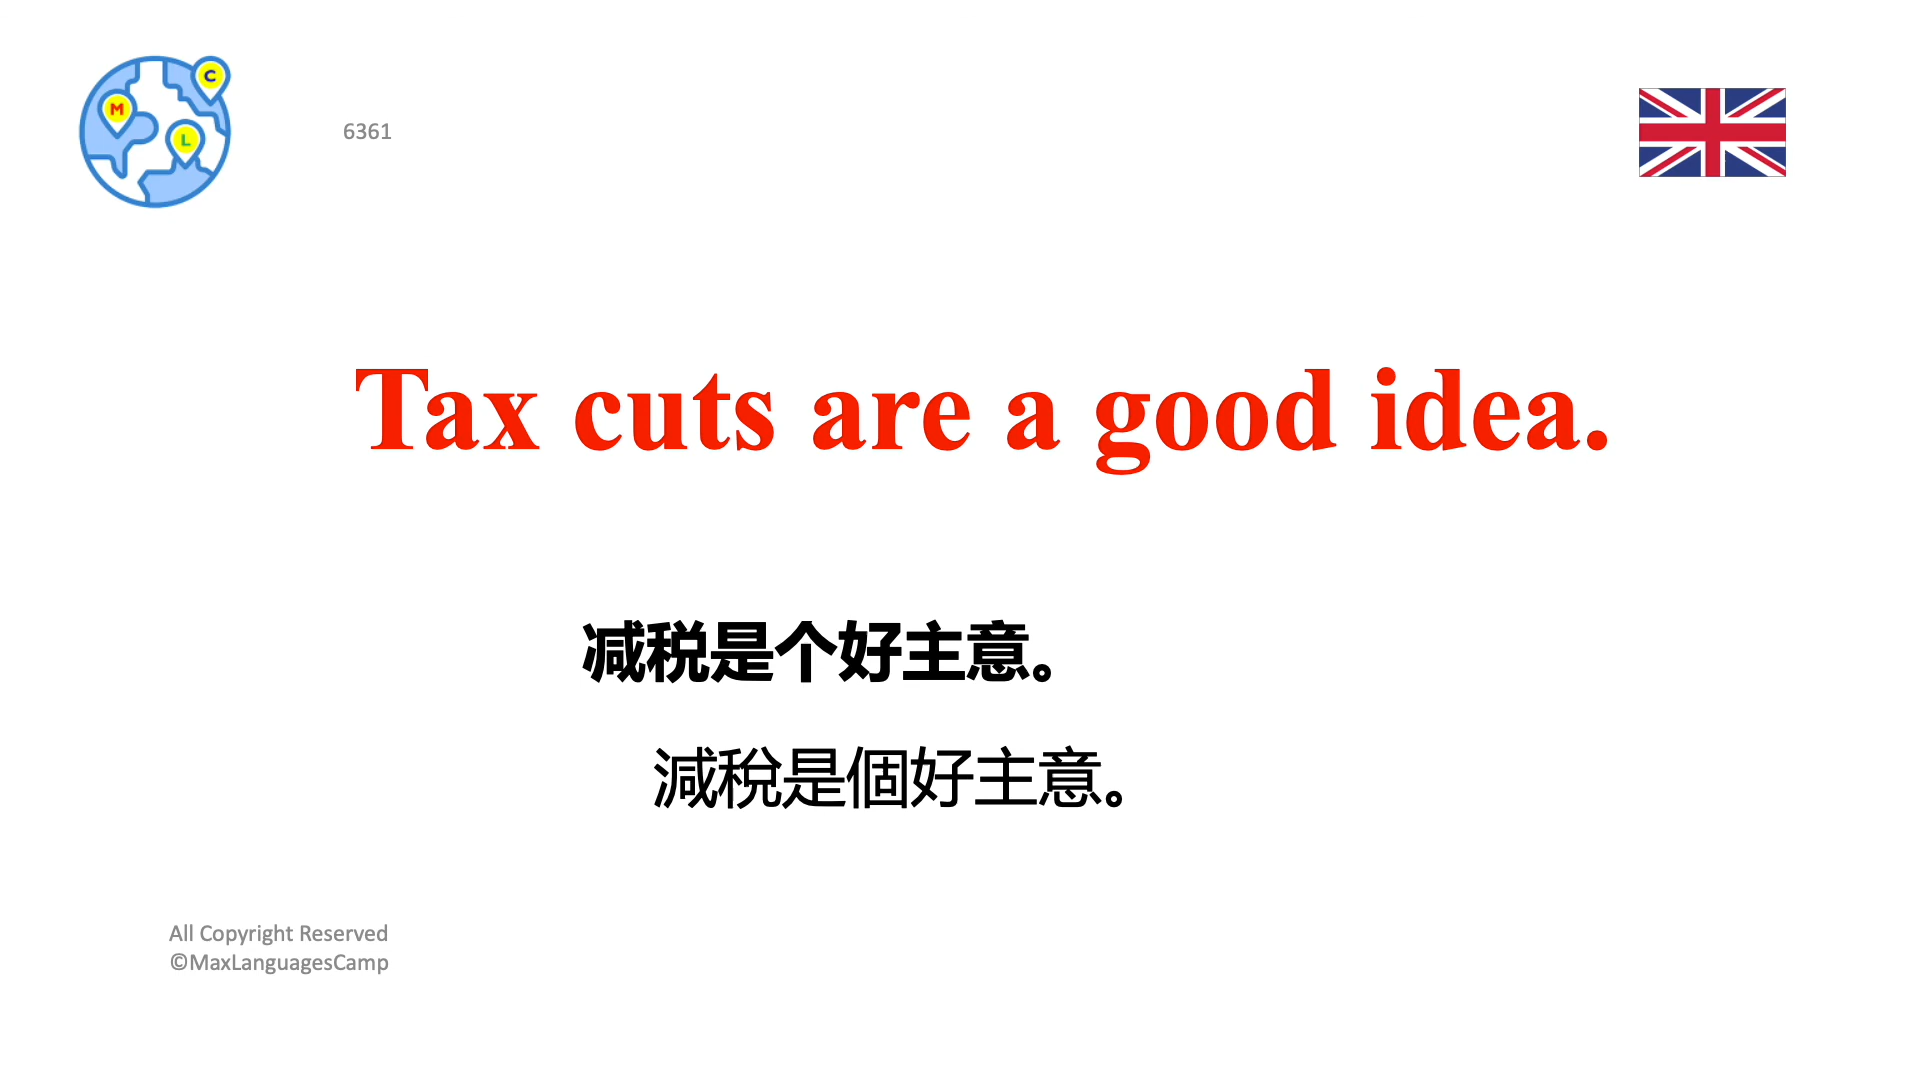 C
M
L
6361
Tax cuts are a good idea.
减税是个好主意。
減稅是個好主意。
All Copyright Reserved
©MaxLanguagesCamp